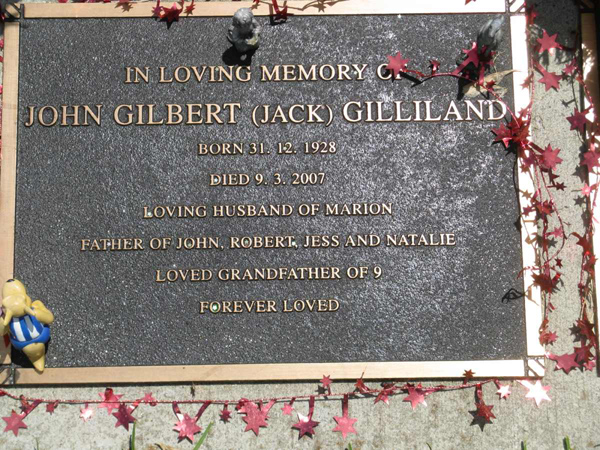 IN LOVING MEMORY OF
JOHN GILBERT (JACK) GILLILAND
BORN 31. 12. 1928
DIED 9. 3. 2007
LOVING HUSBAND OF MARION
FATHER OF JOHN, ROBERT, JESS AND NATALIE
LOVED GRANDFATHER OF 9
FOREVER LOVED